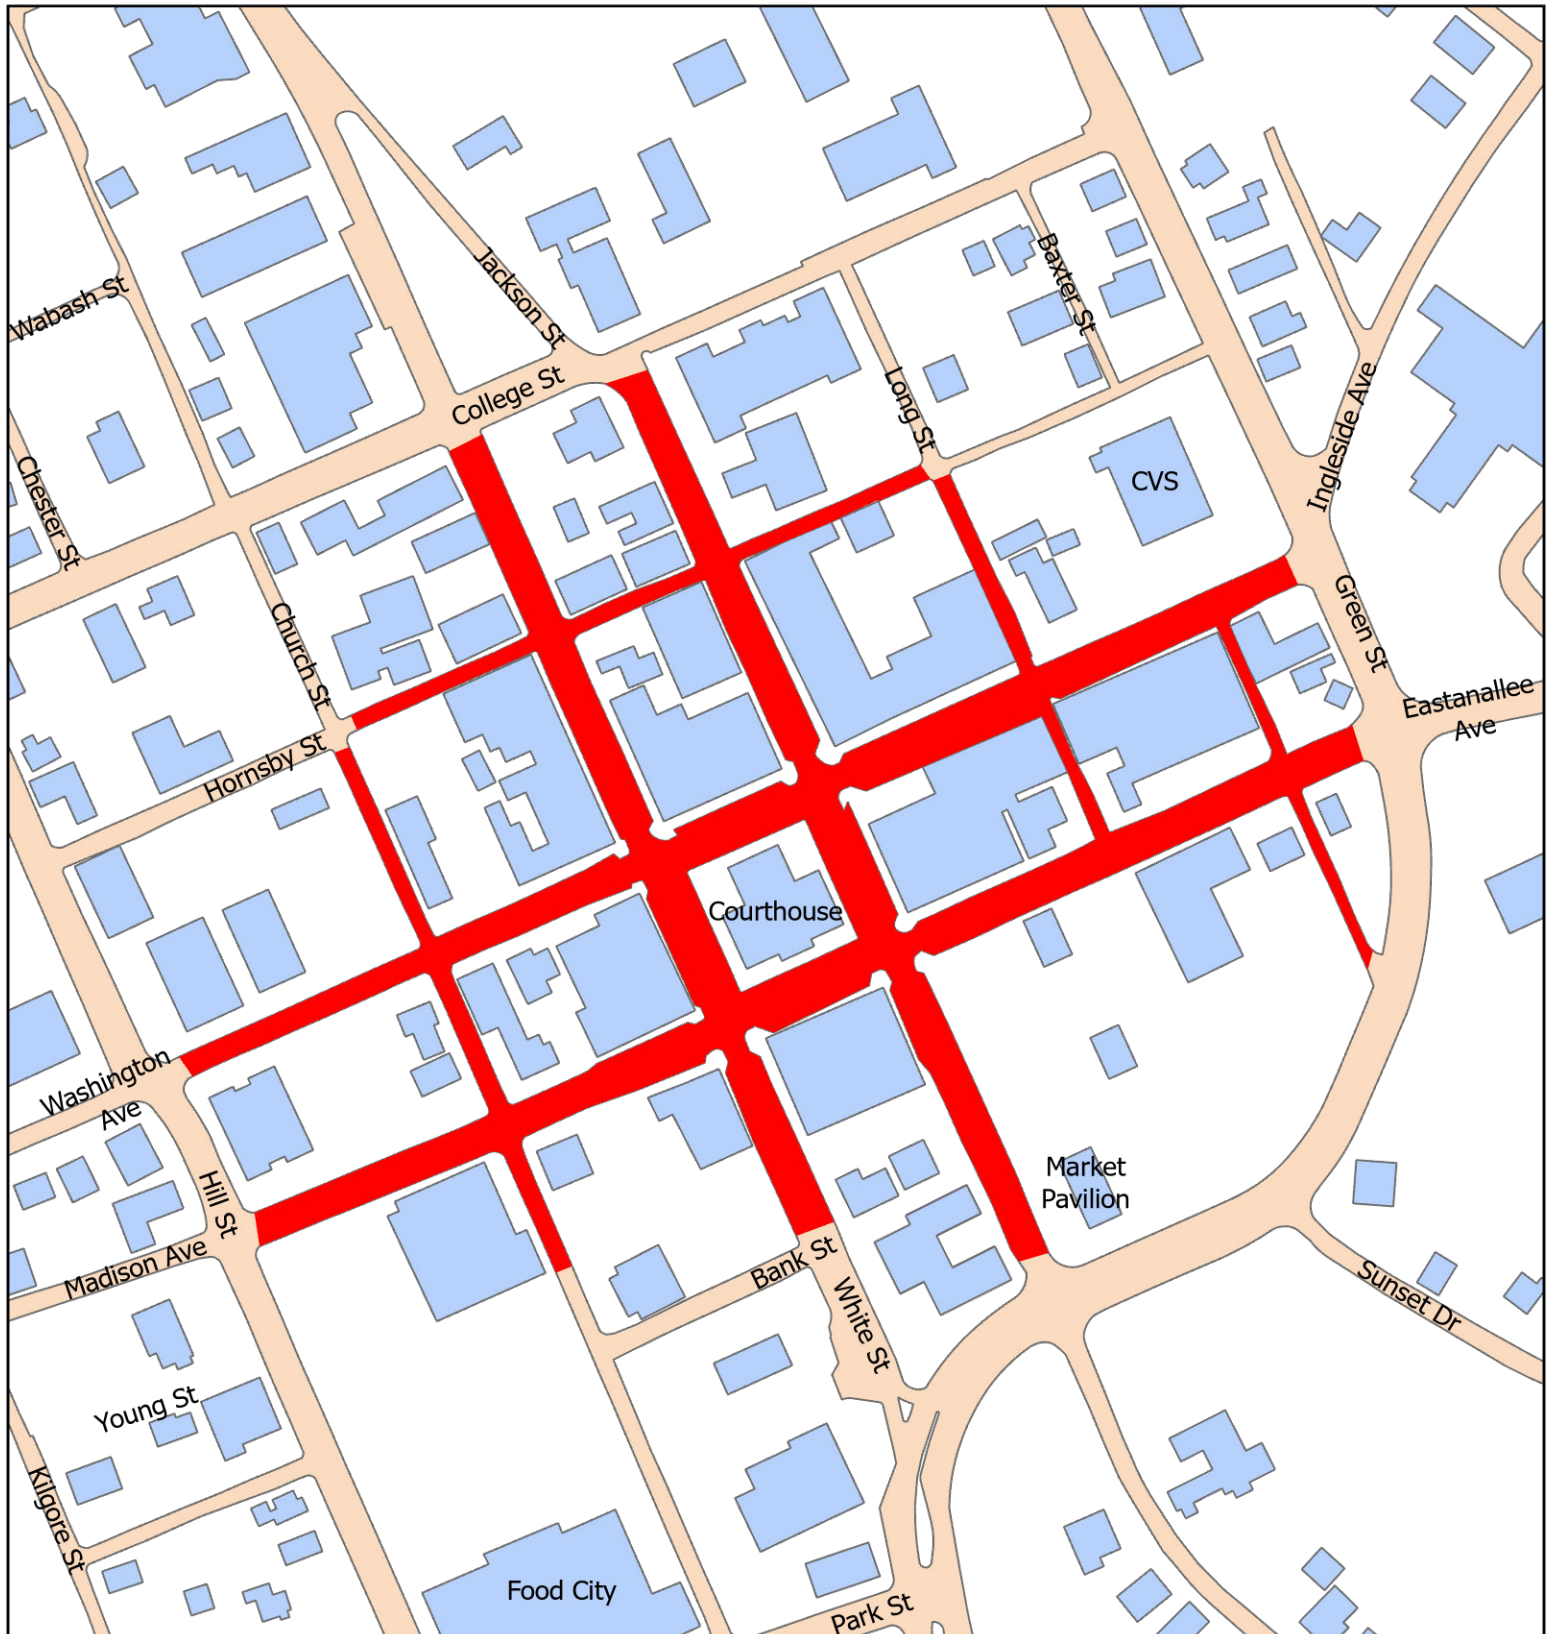 Jackson St
Baxter St
Wabash St
College St
Long St
Ingleside Ave
Chester St
CVS
Church St
Green St
Eastanallee
Ave
Hornsby St
Courthouse
Washington
Ave
Market
Pavilion
Hill St
Madison Ave
Bank St
White St
Sunset Dr
Young St
Kilgore St
Food City
Park St